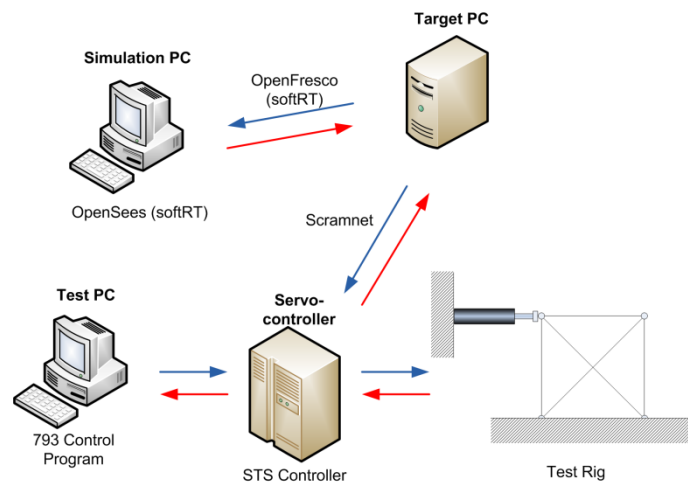 Target PC
Simulation PC
OpenFresco
(softRT)
OpenSees (softRT)
Scramnet
Test PC
Servo-
controller
793 Control
Program
STS Controller
Test Rig